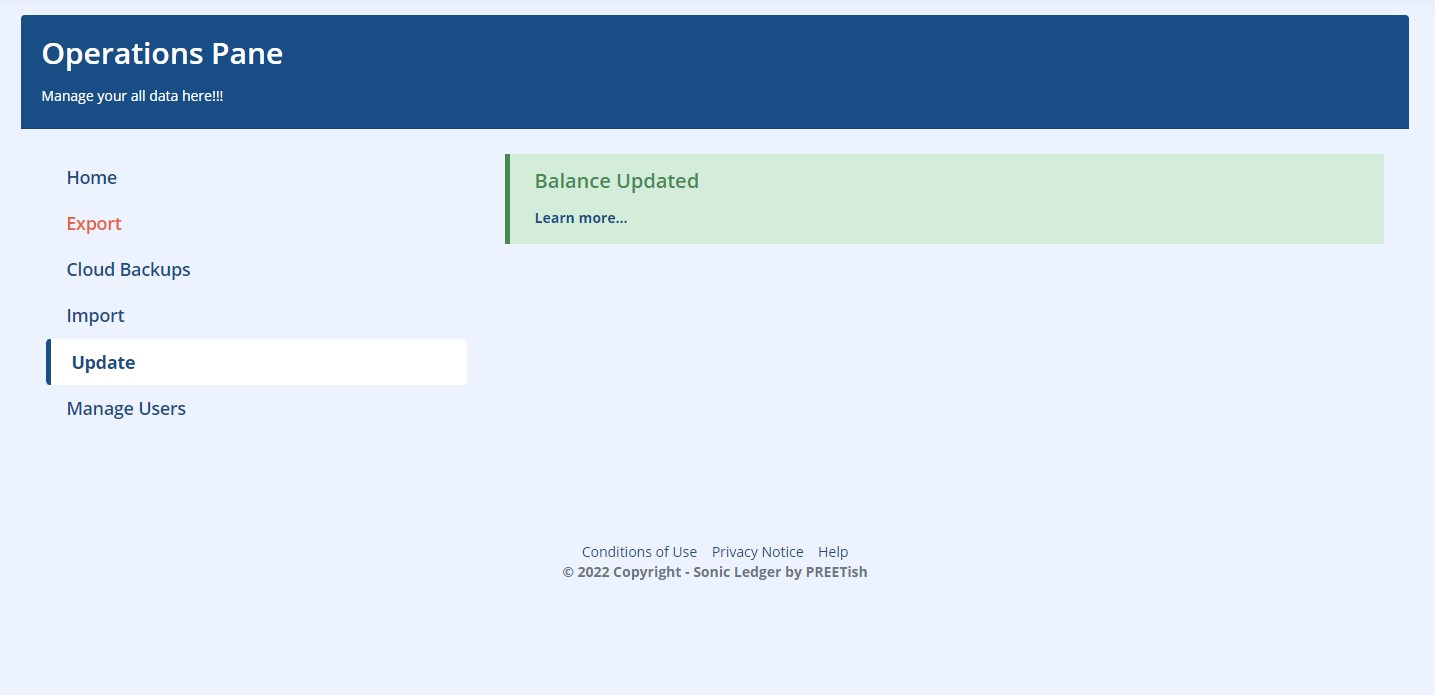 Operations Pane
Manage your all data here!!!
Home
Export
Cloud Backups
Import
Update
Manage Users
Balance Updated
Learn more...
Conditions of Use Privacy Notice Help
© 2022 Copyright - Sonic Ledger by PREETish